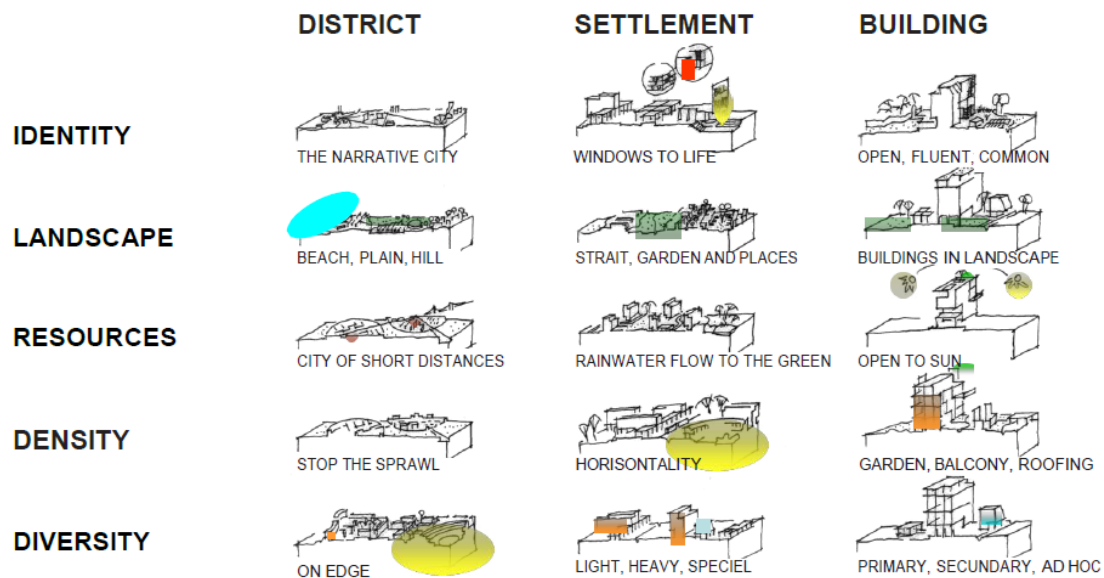 DISTRICT SETTLEMENT BUILDING
IDENTITY
THE NARRATIVE CITY WINDOWS TO LIFE OPEN, FLUENT, COMMON
LANDSCAPE
BEACH, PLAIN, HILL STRAIT, GARDEN AND PLACES BUILDINGS IN LANDSCAPE
RESOURCES
CITY OF SHORT DISTANCES RAINWATER FLOW TO THE GREEN OPEN TO SUN
DENSITY
STOP THE SPRAWL HORISONTALITY GARDEN, BALCONY, ROOFING
DIVERSITY
ON EDGE LIGHT, HEAVY, SPECIEL PRIMARY, SECUNDARY, AD HOC